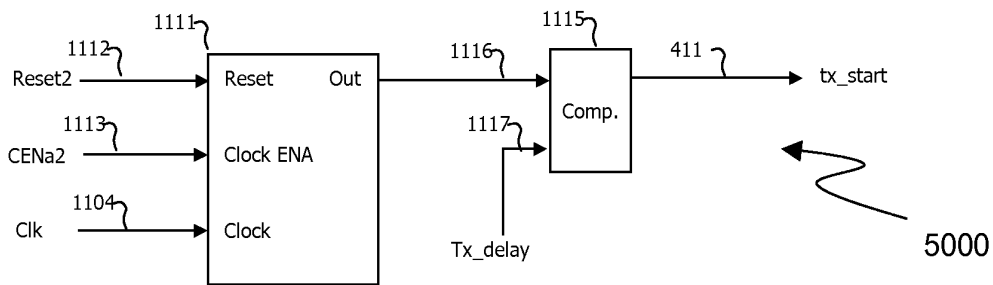 1111
1112
Reset2
Reset
Out
1116
1115
411
tx_start
Comp.
1113
CENa2
Clock ENA
1117
1104
Clk
Clock
Tx_delay
5000